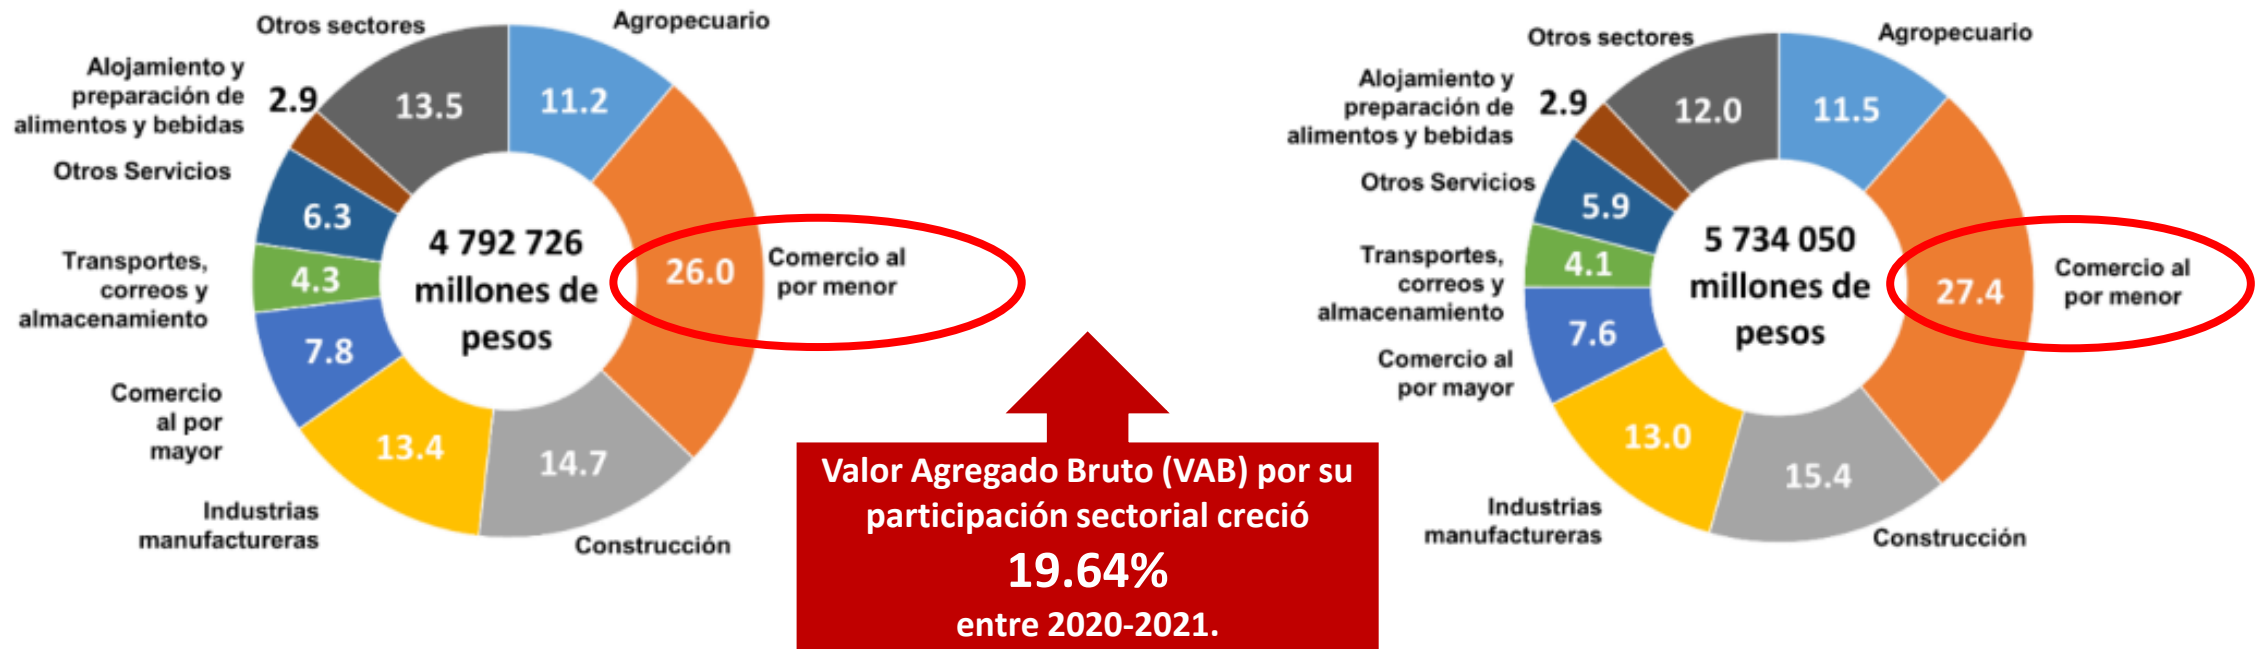 Otros sectores
Agropecuario
Alojamiento y
preparación de
alimentos y bebidas
2.9
13.5
11.2
Otros Servicios
6.3
Transportes,
correos y
almacenamiento
4.3
4 792 726
millones de
pesos
26.0
Comercio al
por menor
7.8
Comercio
al por
mayor
13.4
14.7
Industrias
manufactureras
Construcción
Valor Agregado Bruto (VAB) por su
participación sectorial creció
19.64%
entre 2020-2021.
Otros sectores
Agropecuario
Alojamiento y
preparación de
alimentos y bebidas
2.9
12.0
11.5
Otros Servicios
5.9
Transportes,
correos y
almacenamiento
4.1
5 734 050
millones de
pesos
27.4
Comercio al
por menor
7.6
Comercio al
por mayor
13.0
15.4
Industrias
manufactureras
Construcción